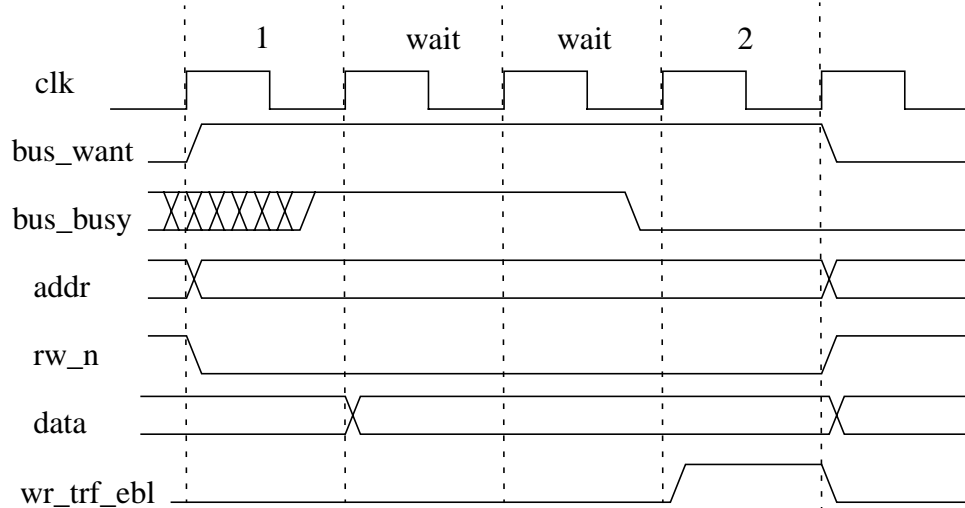 1 wait wait 2
clk
bus_want
bus_busy
addr
rw_n
data
wr_trf_ebl